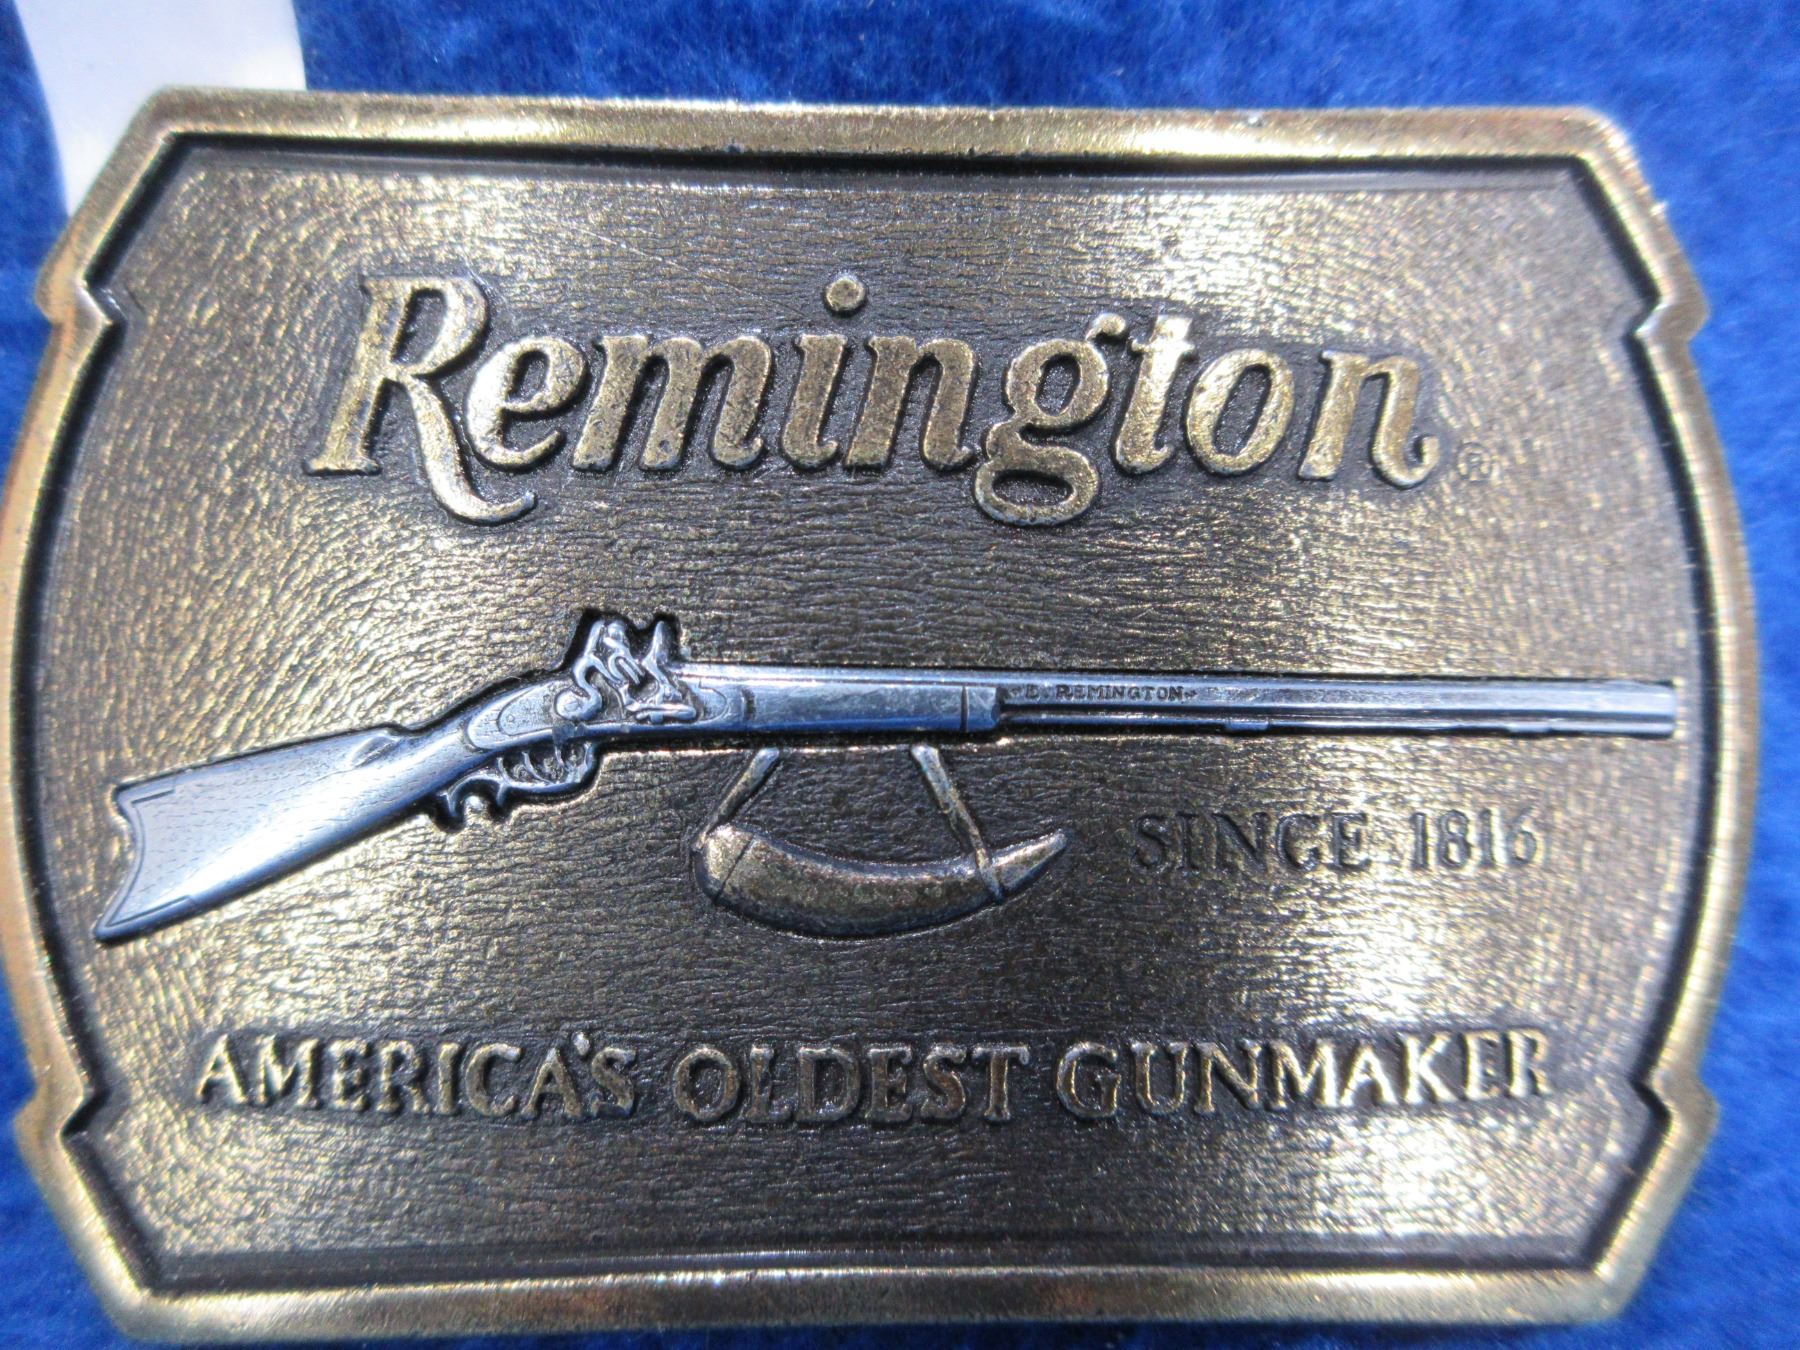 Remington®
E. REMINGTON
SINCE 1816
AMERICA'S OLDEST GUNMAKER